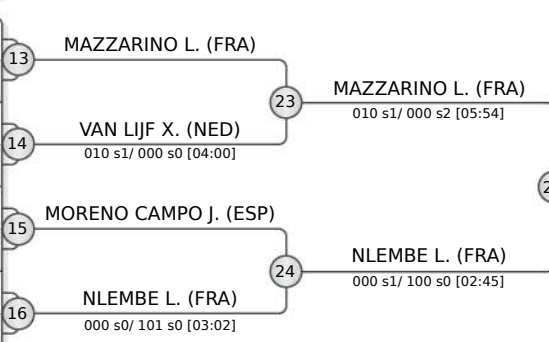 13
MAZZARINO L. (FRA)
23
MAZZARINO L. (FRA)
010 s1/ 000 s2 [05:54]
14
VAN LIJF X. (NED)
010 s1/ 000 s0 [04:00]
15
MORENO CAMPO J. (ESP)
24
NLEMBE L. (FRA)
000 s1/ 100 s0 [02:45]
16
NLEMBE L. (FRA)
000 s0/ 101 s0 [03:02]